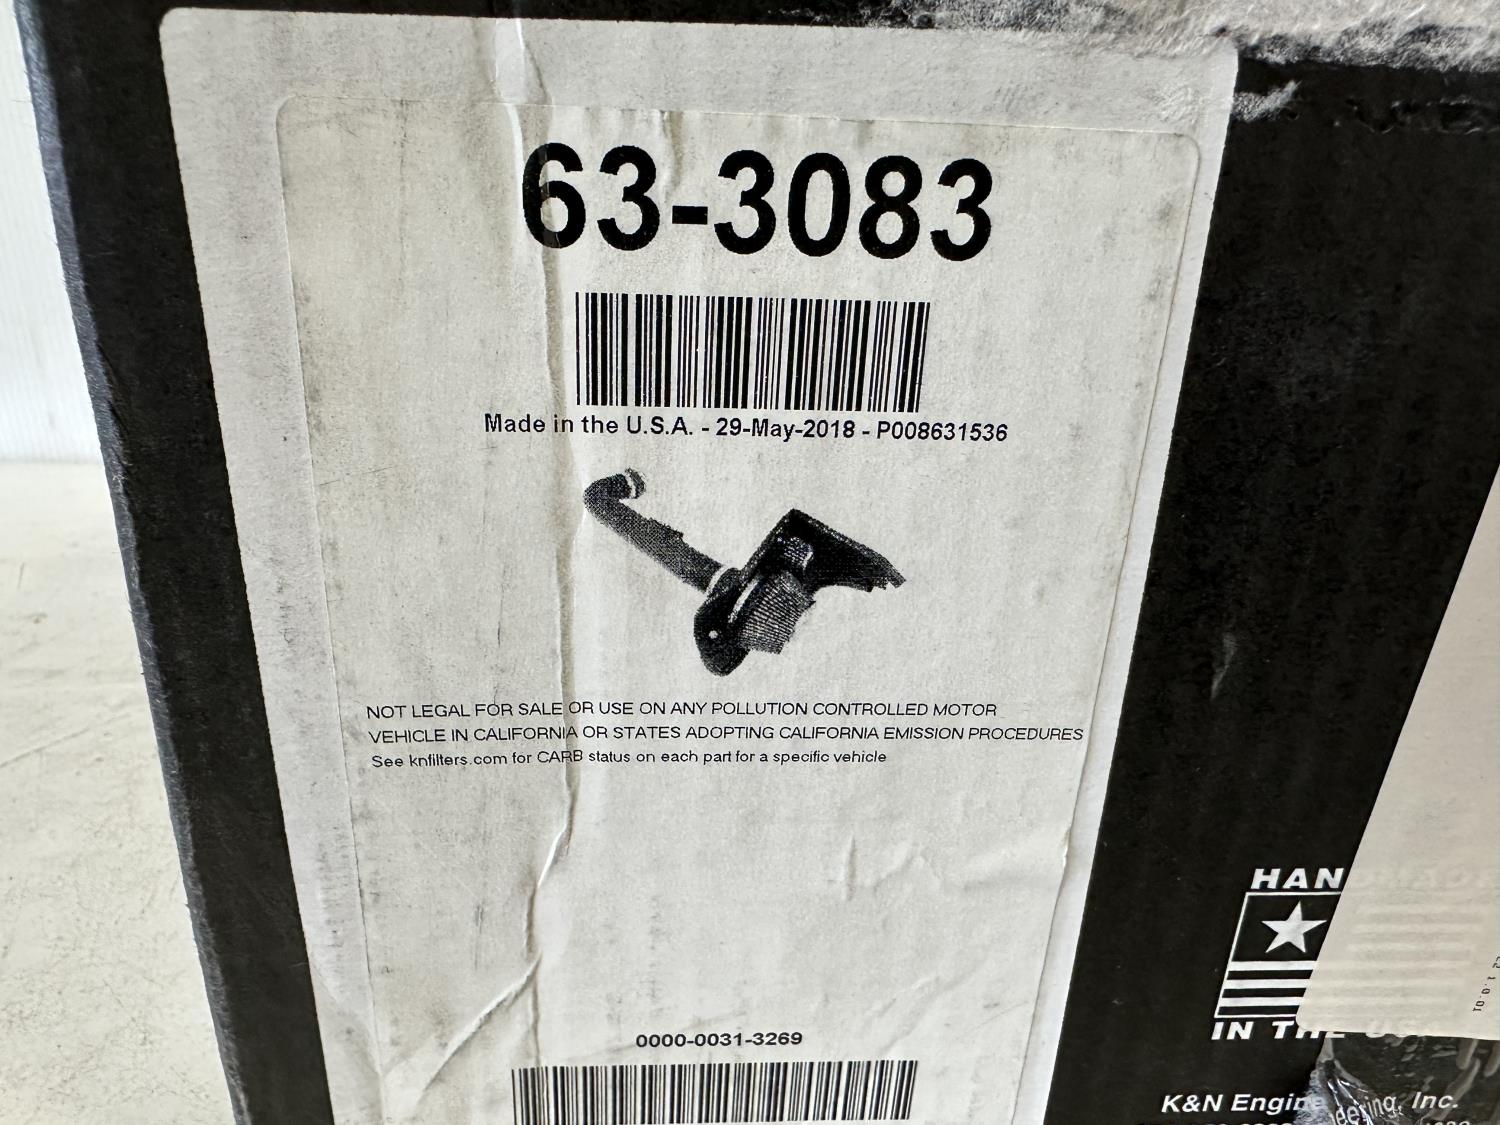 63-3083
Made in the U.S.A. - 29-May-2018 - P008631536
NOT LEGAL FOR SALE OR USE ON ANY POLLUTION CONTROLLED MOTOR
VEHICLE IN CALIFORNIA OR STATES ADOPTING CALIFORNIA EMISSION PROCEDURES
See knfilters.com for CARB status on each part for a specific vehicle
0000-0031-3269
IN THE
K&N Engineering, Inc.